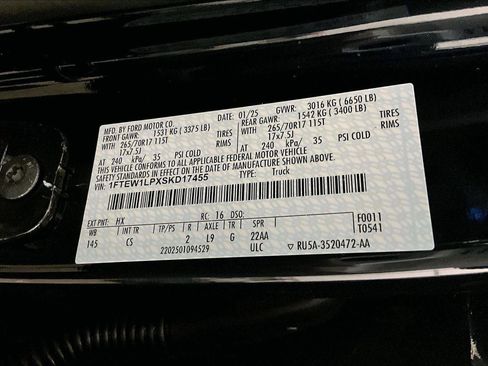 MFD. BY FORD MOTOR CO.
DATE: 01/25 GVWR: 3016 KG ( 6650 LB)
FRONT GAWR: 1531 KG ( 3375 LB) REAR GAWR: 1542 KG ( 3400 LB)
WITH 265/70R17 115T TIRES WITH 265/70R17 115T TIRES
17x7.5J RIMS 17x7.5J RIMS
AT 240 kPa/ 35 PSI COLD AT 240 kPa/ 35 PSI COLD
THIS VEHICLE CONFORMS TO ALL APPLICABLE FEDERAL MOTOR VEHICLE
SAFETY STANDARDS IN EFFECT ON THE DATE OF MANUFACTURE SHOWN ABOVE.
VIN: 1FTEW1LPXSKD17455 TYPE: Truck
EXT PNT: HX RC: 16 DSO: F0011
WB TP/PS R AXLE TR SPR T0541
145 CS 2 L9 G 22AA
2202501094529 ULC ▽ RU5A-3520472-AA